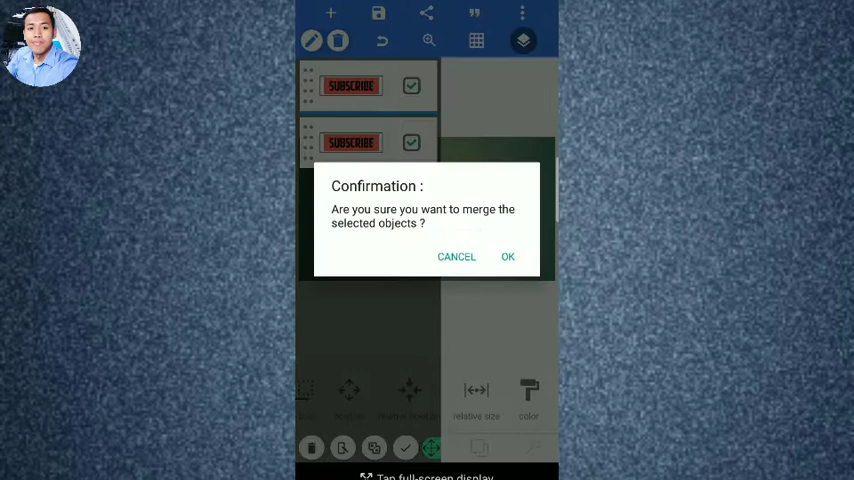 SUBSCRIBE
SUBSCRIBE
Confirmation :
Are you sure you want to merge the
selected objects ?
CANCEL OK
relative size color
Tap full-screen display